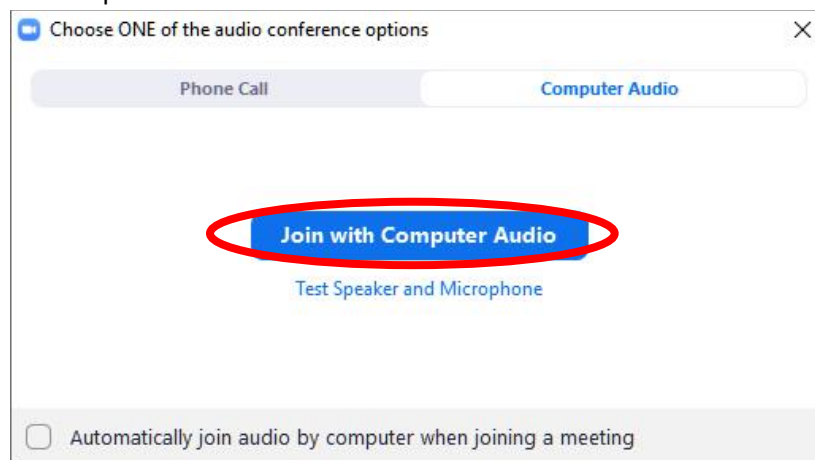 Choose ONE of the audio conference options
Phone Call
Computer Audio
Join with Computer Audio
Test Speaker and Microphone
Automatically join audio by computer when joining a meeting